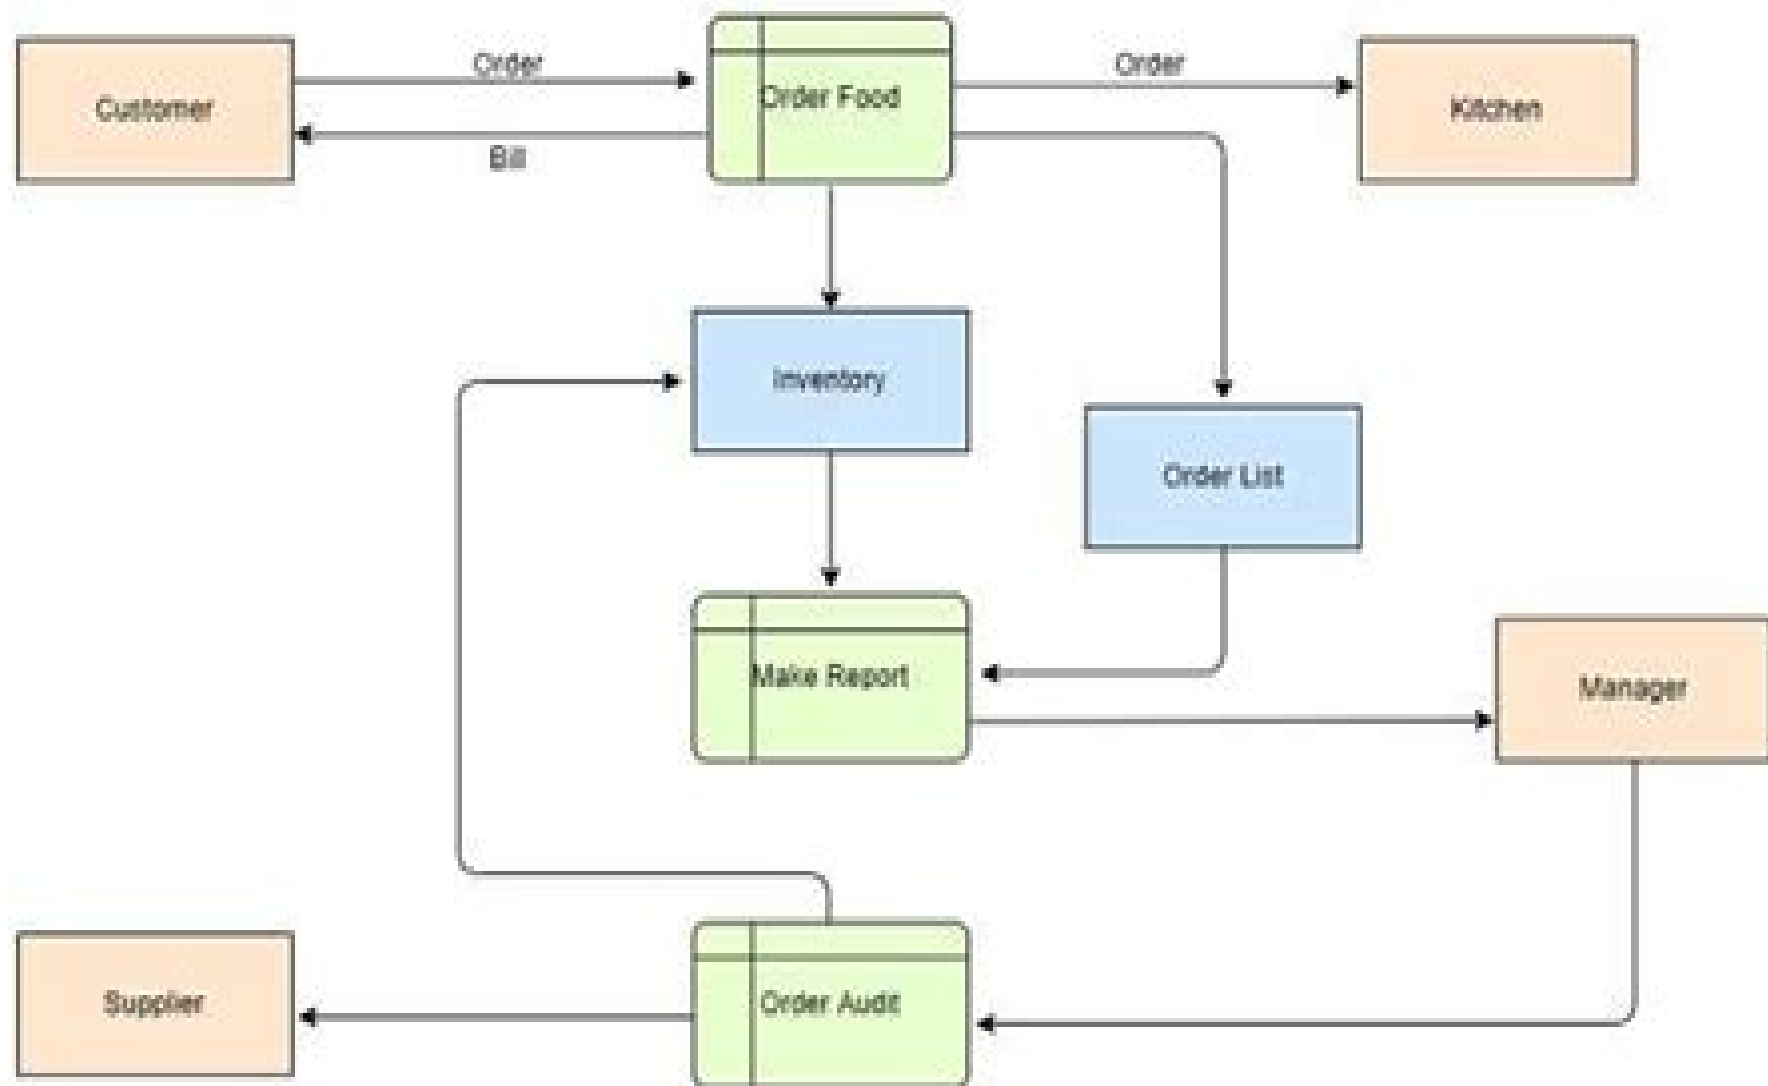 Order
Order
Customer
Order Food
Kitchen
Bill
Inventory
Order List
Make Report
Manager
Supplier
Order Audit